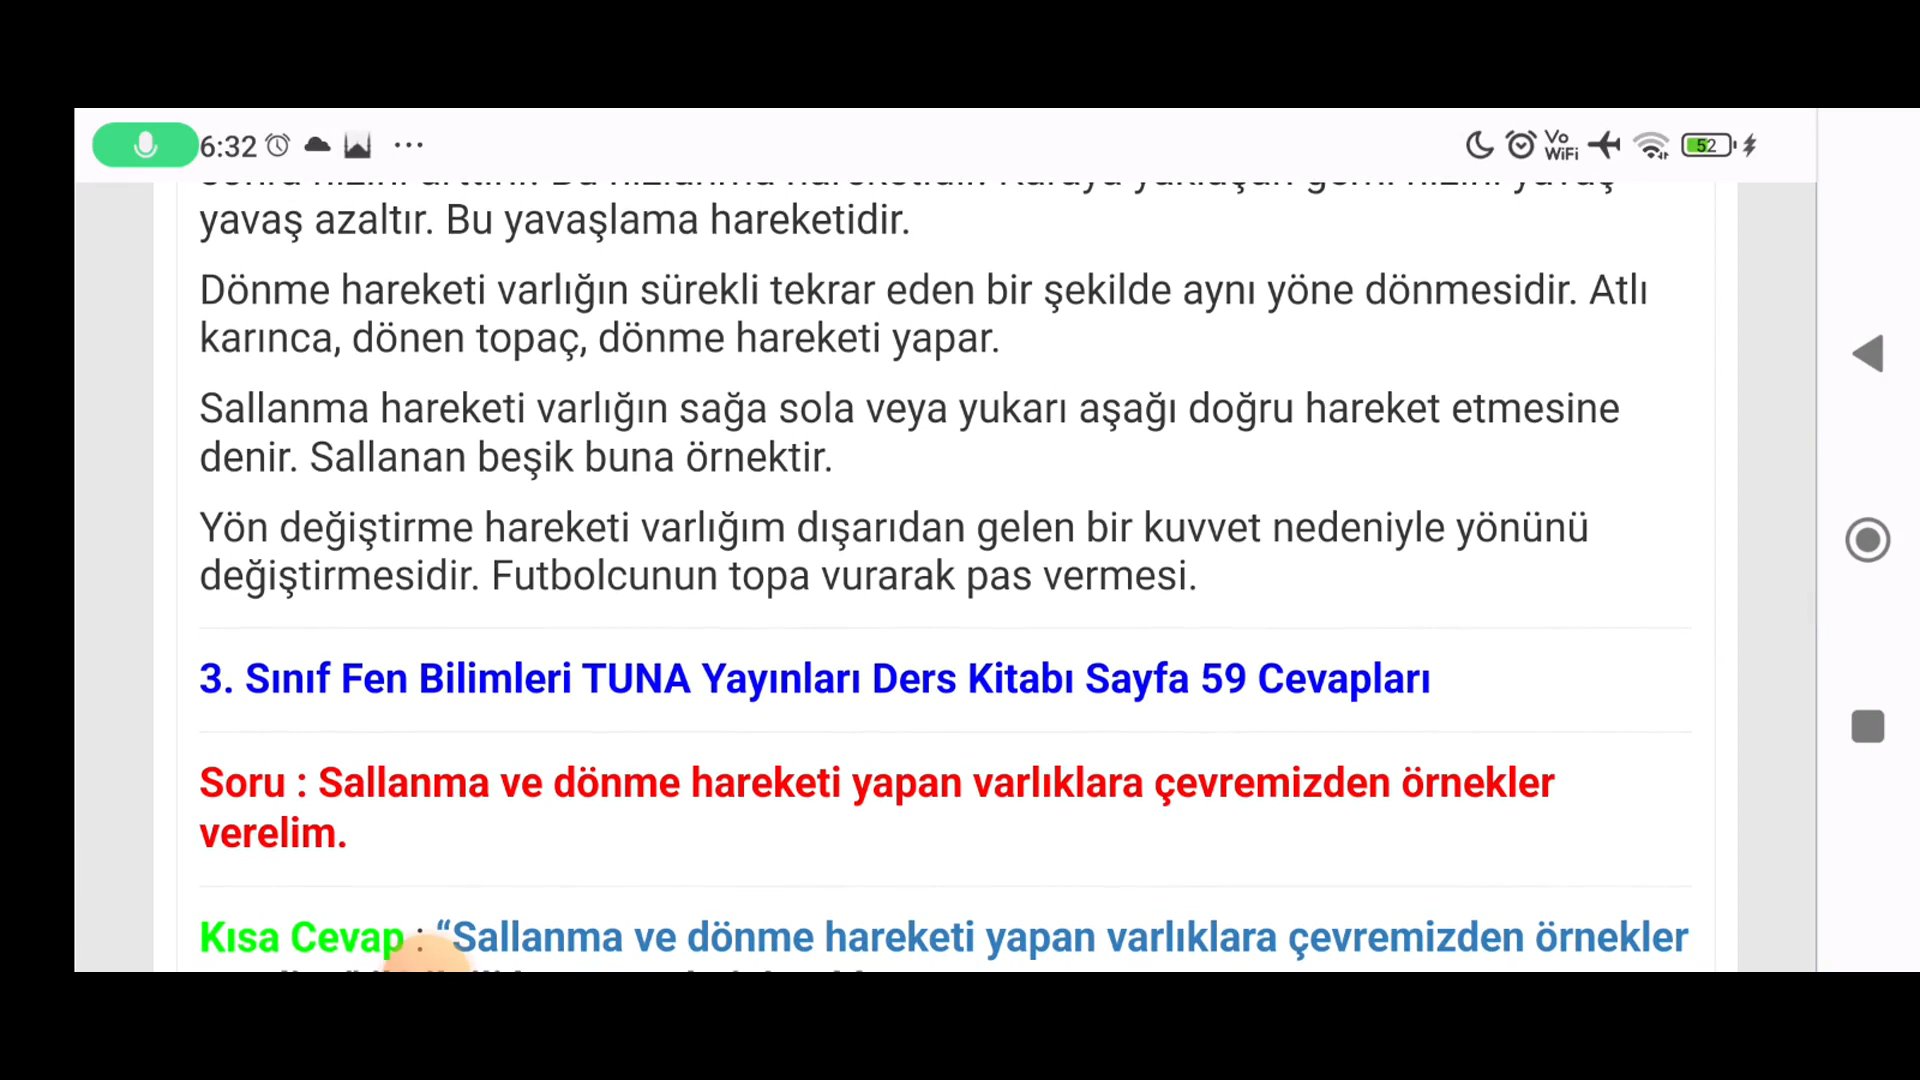 6:32
Vo
WiFi
52
yavaş azaltır. Bu yavaşlama hareketidir.
Dönme hareketi varlığın sürekli tekrar eden bir şekilde aynı yöne dönmesidir. Atlı
karınca, dönen topaç, dönme hareketi yapar.
Sallanma hareketi varlığın sağa sola veya yukarı aşağı doğru hareket etmesine
denir. Sallanan beşik buna örnektir.
Yön değiştirme hareketi varlığım dışarıdan gelen bir kuvvet nedeniyle yönünü
değiştirmesidir. Futbolcunun topa vurarak pas vermesi.
3. Sınıf Fen Bilimleri TUNA Yayınları Ders Kitabı Sayfa 59 Cevapları
Soru : Sallanma ve dönme hareketi yapan varlıklara çevremizden örnekler
verelim.
Kısa Cevap : “Sallanma ve dönme hareketi yapan varlıklara çevremizden örnekler